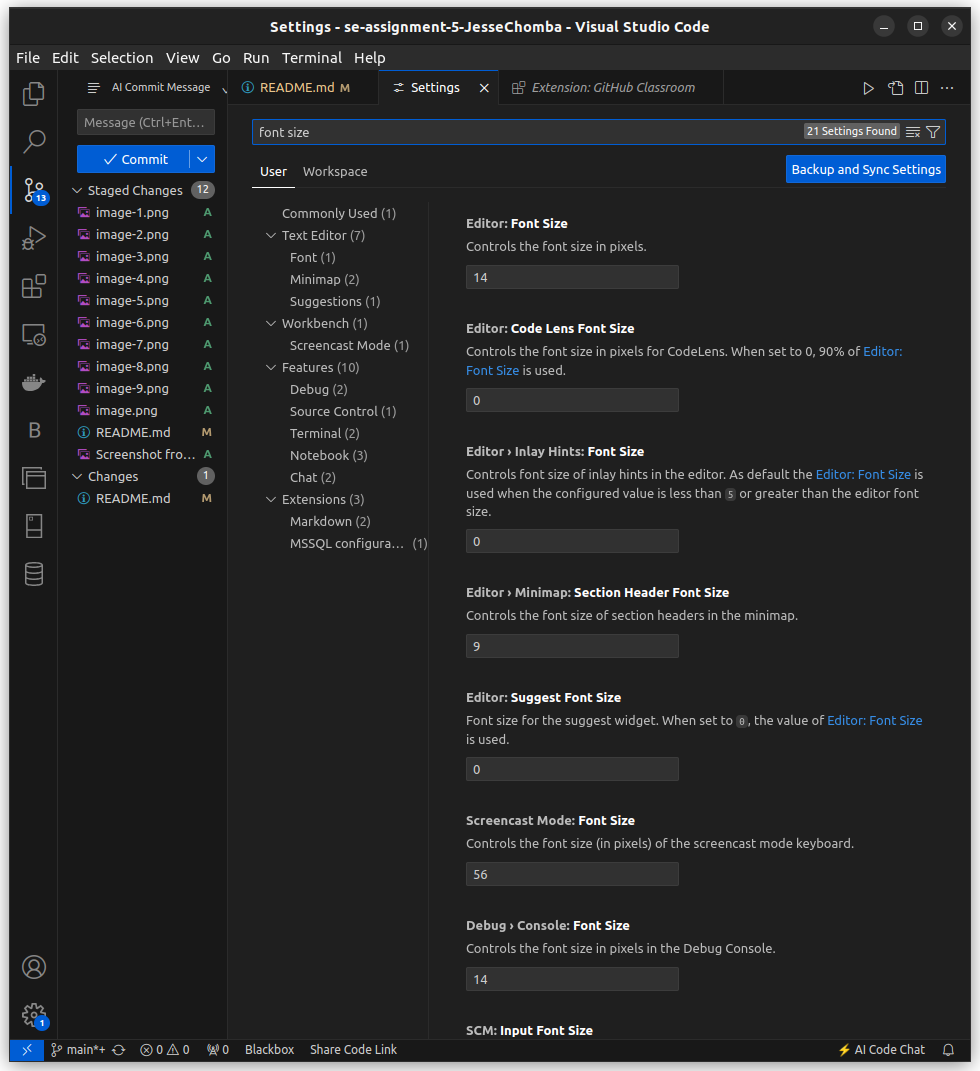 Settings - se-assignment-5-JesseChomba - Visual Studio Code
File Edit Selection View Go Run Terminal Help
AI Commit Message
README.md M
Settings
Extension: GitHub Classroom
Message (Ctrl+Ent...
Commit
Staged Changes 12
image-1.png A
image-2.png A
image-3.png A
image-4.png A
image-5.png A
image-6.png A
image-7.png A
image-8.png A
image-9.png A
image.png A
README.md M
Screenshot fro... A
Changes 1
README.md M
13
B
1
font size
21 Settings Found
User Workspace
Backup and Sync Settings
Commonly Used (1)
Text Editor (7)
Font (1)
Minimap (2)
Suggestions (1)
Workbench (1)
Screencast Mode (1)
Features (10)
Debug (2)
Source Control (1)
Terminal (2)
Notebook (3)
Chat (2)
Extensions (3)
Markdown (2)
MSSQL configura... (1)
Editor: Font Size
Controls the font size in pixels.
14
Editor: Code Lens Font Size
Controls the font size in pixels for CodeLens. When set to 0, 90% of Editor:
Font Size is used.
0
Editor › Inlay Hints: Font Size
Controls font size of inlay hints in the editor. As default the Editor: Font Size is
used when the configured value is less than 5 or greater than the editor font
size.
0
Editor › Minimap: Section Header Font Size
Controls the font size of section headers in the minimap.
9
Editor: Suggest Font Size
Font size for the suggest widget. When set to 0, the value of Editor: Font Size
is used.
0
Screencast Mode: Font Size
Controls the font size (in pixels) of the screencast mode keyboard.
56
Debug › Console: Font Size
Controls the font size in pixels in the Debug Console.
14
SCM: Input Font Size
main*+ 0 0 0 Blackbox Share Code Link AI Code Chat